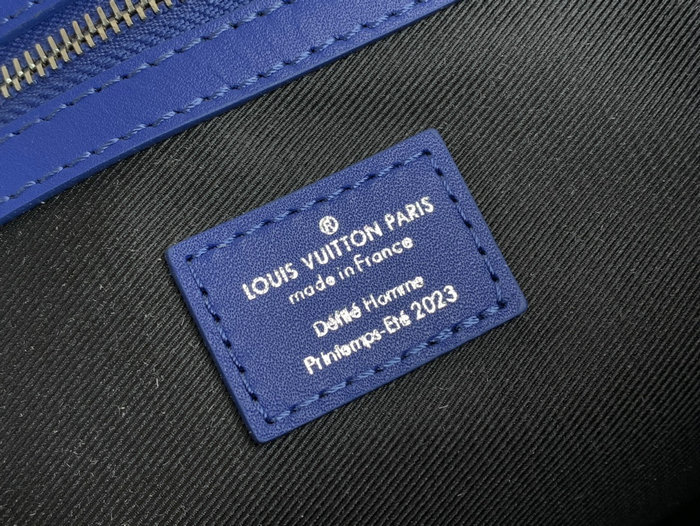 ®
LOUIS VUITTON PARIS
made in France
Défilé Homme
Printemps-Eté 2023